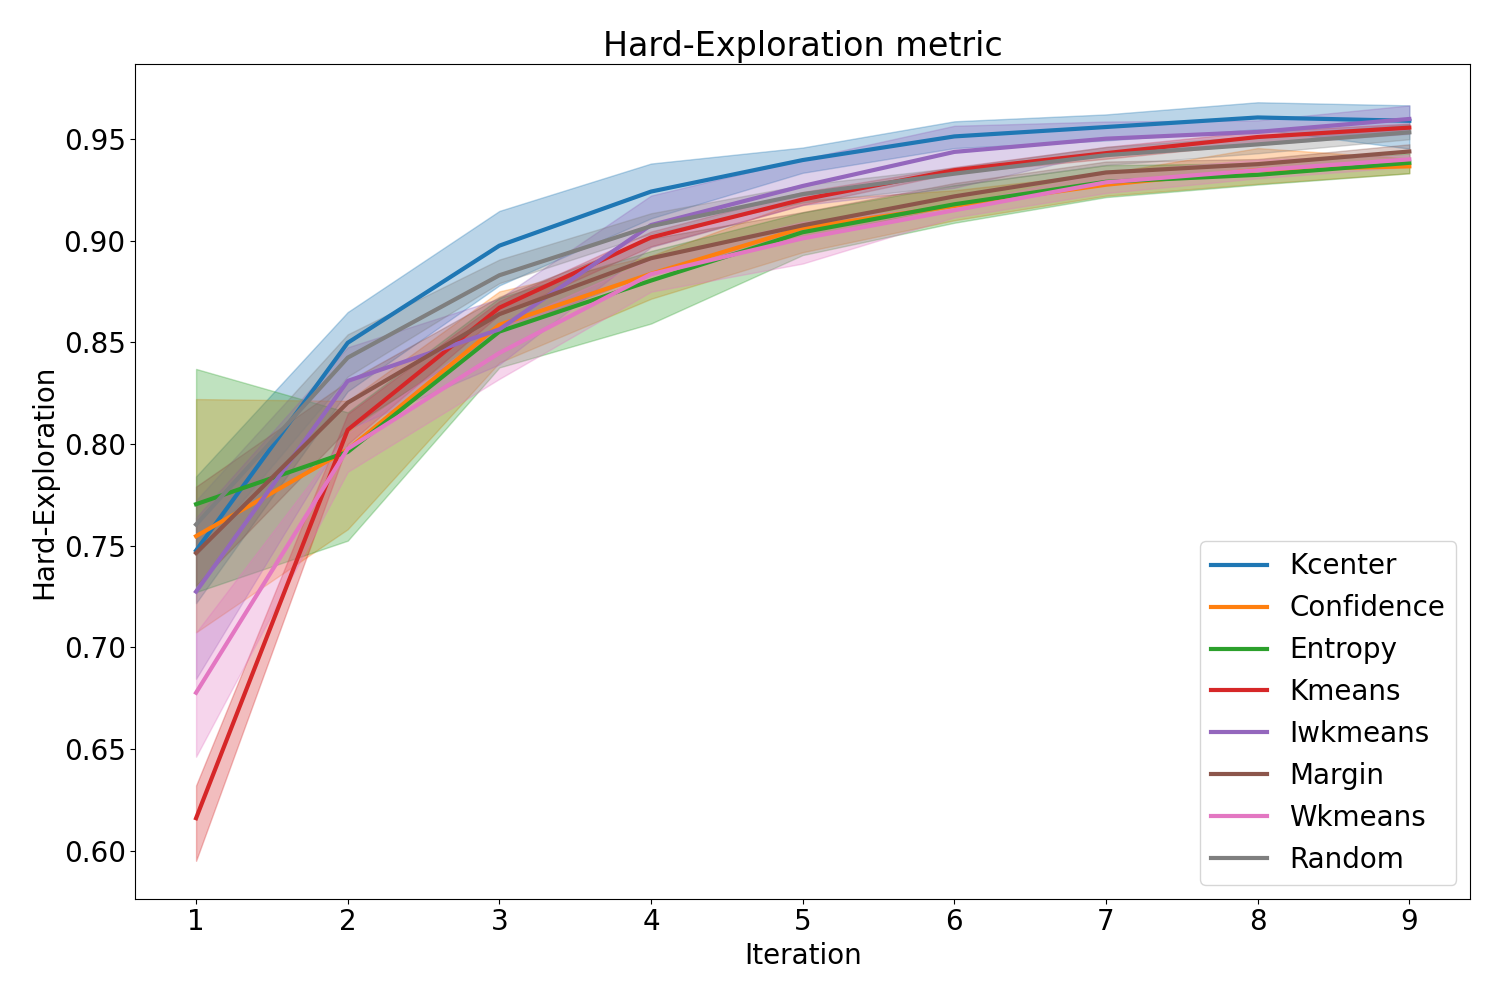 Hard-Exploration metric
Hard-Exploration
0.95
0.90
0.85
0.80
0.75
0.70
0.65
0.60
1 2 3 4 5 6 7 8 9
Iteration
Kcenter
Confidence
Entropy
Kmeans
Iwkmeans
Margin
Wkmeans
Random